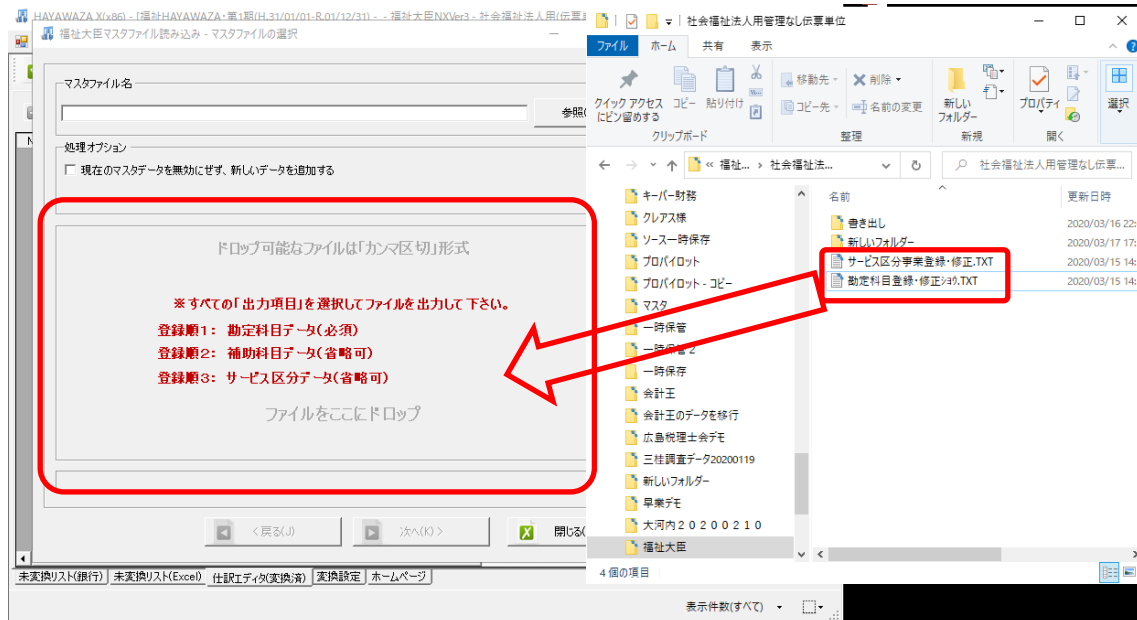 HAYAWAZA X(x86) - [福祉HAYAWAZA・第1期(H.31/01/01-R.01/12/31) - - 福祉大臣NXVer3 - 社会福祉法人用(伝票
福祉大臣マスタファイル読み込み - マスタファイルの選択
マスタファイル名
参照(
処理オプション
現在のマスタデータを無効にせず、新しいデータを追加する
ドロップ可能なファイルは「カンマ区切」形式
※すべての「出力項目」を選択してファイルを出力して下さい。
登録順1: 勘定科目データ(必須)
登録順2: 補助科目データ(省略可)
登録順3: サービス区分データ(省略可)
ファイルをここにドロップ
<戻る(J)
次へ(K) >
閉じる(
未変換リスト(銀行)
未変換リスト(Excel)
仕訳エディタ(変換済)
変換設定
ホームページ
表示件数(すべて)
社会福祉法人用管理なし伝票単位
ファイル
ホーム
共有
表示
クイック アクセス
にピン留めする
コピー
貼り付け
移動先
コピー先
削除
名前の変更
新しい
フォルダー
プロパティ
選択
クリップボード
整理
新規
開く
« 福祉... › 社会福祉法...
社会福祉法人用管理なし伝票...
キーパー財務
クレアス様
ソース一時保存
プロパイロット
プロパイロット - コピー
マスタ
一時保管
一時保管 2
一時保存
会計王
会計王のデータを移行
広島税理士会デモ
三桂調査データ20200119
新しいフォルダー
早業デモ
大河内２０２００２１０
福祉大臣
名前
更新日時
書き出し
2020/03/16 22:
新しいフォルダー
2020/03/17 17:
サービス区分事業登録・修正.TXT
2020/03/15 14:
勘定科目登録・修正ｼｮｳ.TXT
2020/03/15 14:
4 個の項目